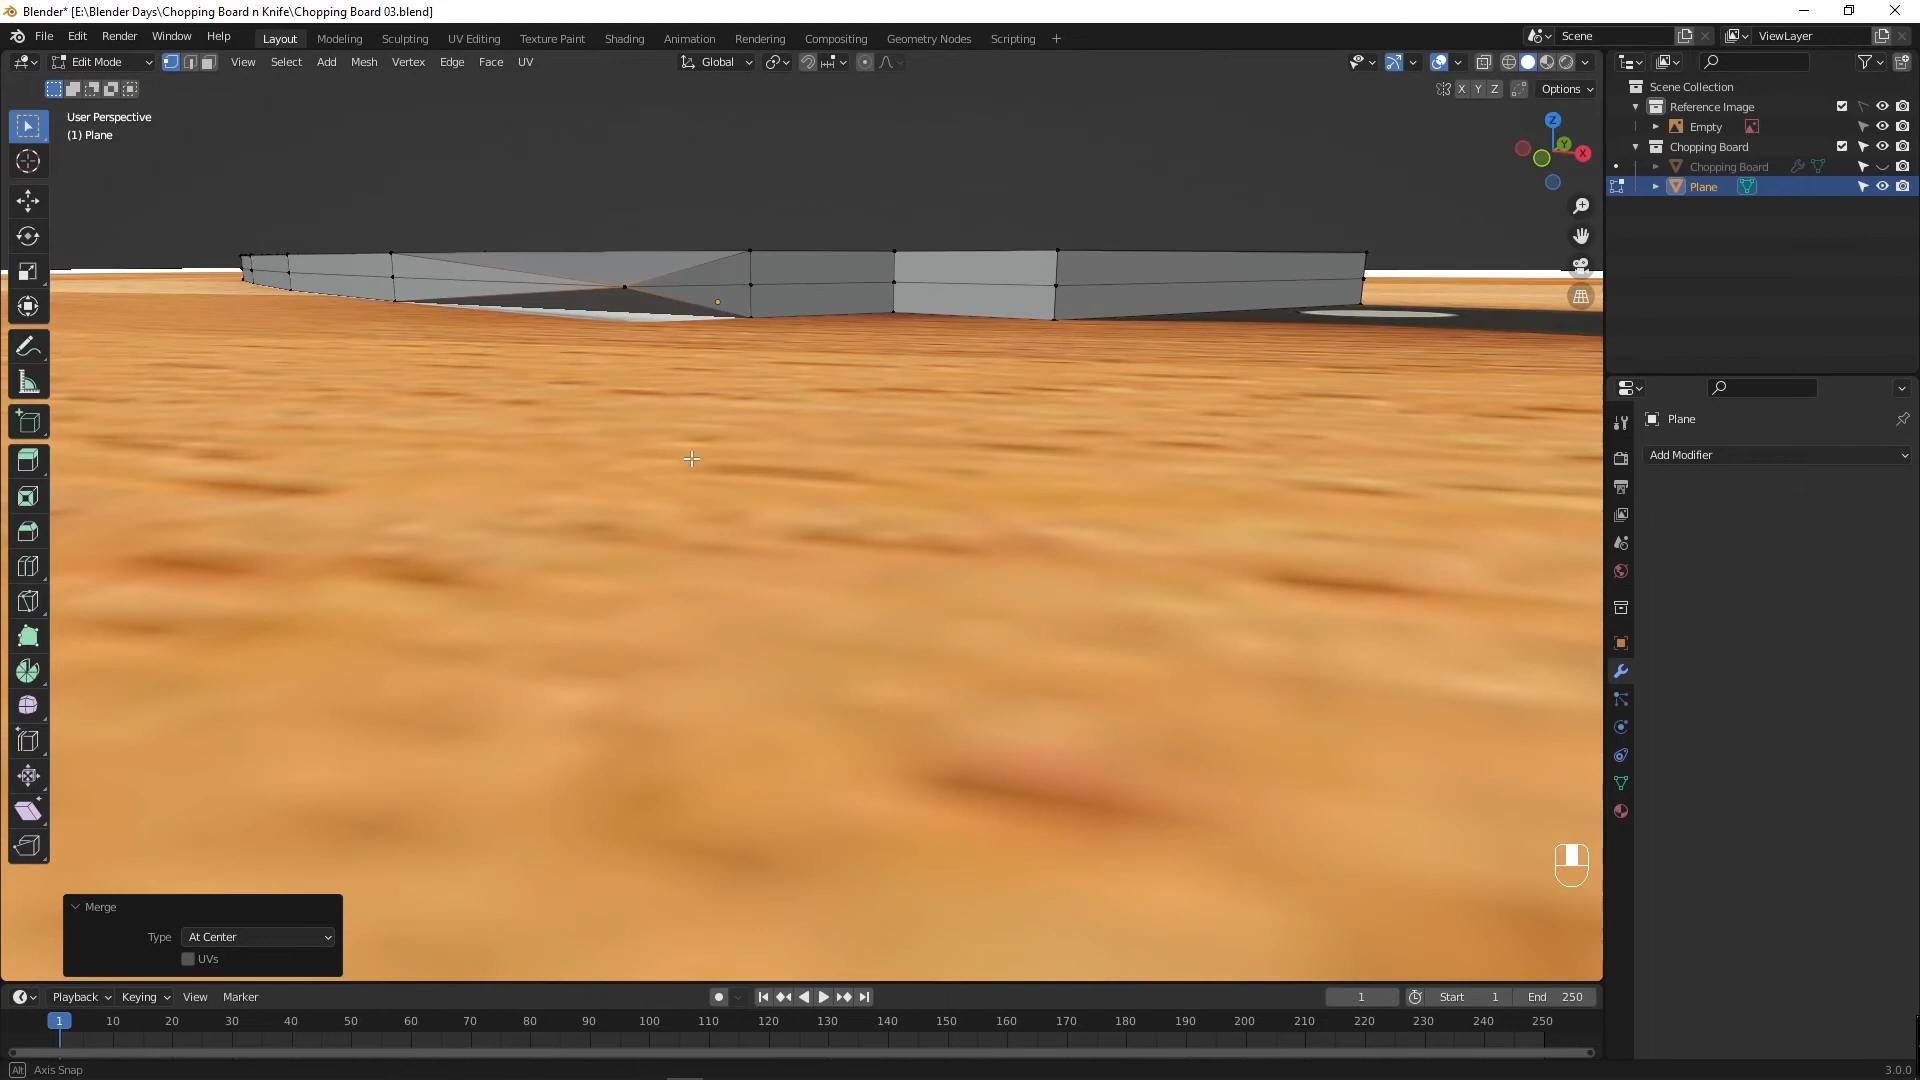 Blender* [E:\Blender Days\Chopping Board n Knife\Chopping Board 03.blend]
File Edit Render Window Help
Layout Modeling Sculpting UV Editing Texture Paint Shading Animation Rendering Compositing Geometry Nodes Scripting +
Scene
ViewLayer
Edit Mode
View Select Add Mesh Vertex Edge Face UV
Global
X Y Z
Options
User Perspective
(1) Plane
Z
Y
X
Scene Collection
Reference Image
Empty
Chopping Board
Chopping Board
Plane
Plane
Add Modifier
Merge
Type At Center
UVs
Playback Keying View Marker
1
Start 1
End 250
1 10 20 30 40 50 60 70 80 90 100 110 120 130 140 150 160 170 180 190 200 210 220 230 240 250
Alt Axis Snap
3.0.0